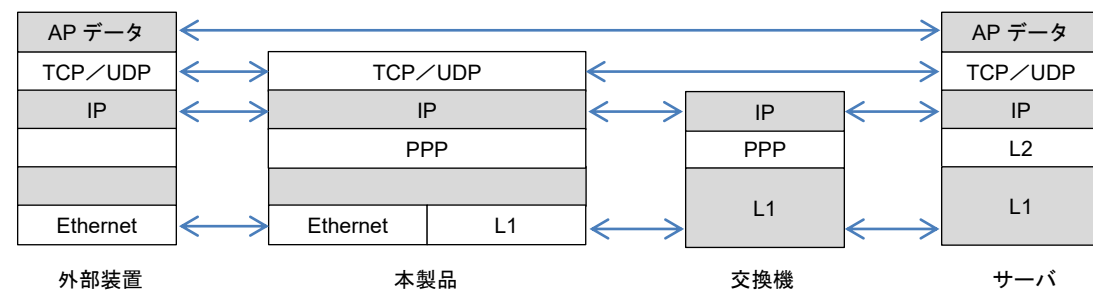 AP データ
AP データ
TCP／UDP
TCP／UDP
TCP／UDP
IP
IP
IP
IP
PPP
PPP
L2
Ethernet
Ethernet
L1
L1
L1
外部装置
本製品
交換機
サーバ